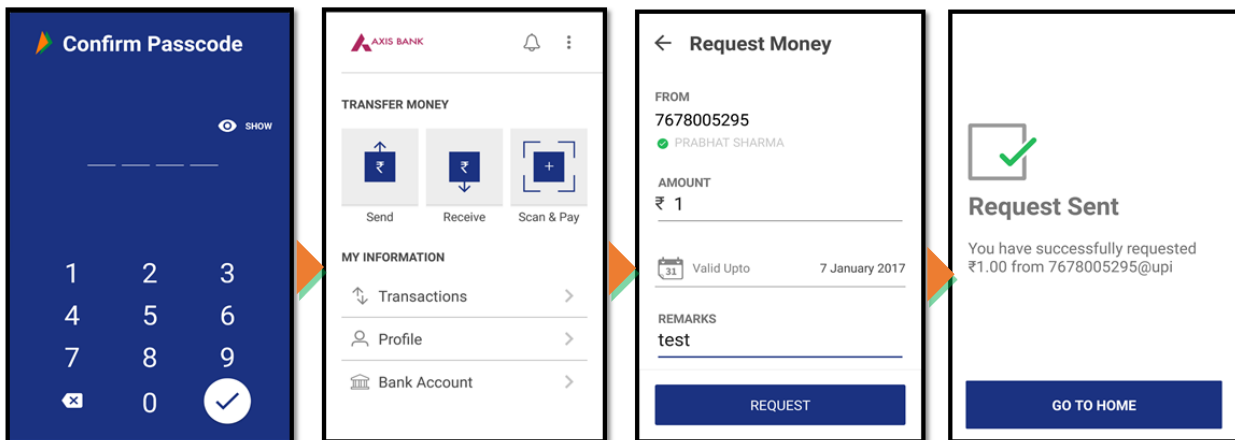 Confirm Passcode
SHOW
1 2 3
4 5 6
7 8 9
0
AXIS BANK
TRANSFER MONEY
₹ ₹ +
Send Receive Scan & Pay
MY INFORMATION
Transactions
Profile
Bank Account
Request Money
FROM
7678005295
PRABHAT SHARMA
AMOUNT
₹ 1
31 Valid Upto 7 January 2017
REMARKS
test
REQUEST
Request Sent
You have successfully requested
₹1.00 from 7678005295@upi
GO TO HOME